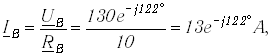 I_B = U_B / R_B = 130e^{-j122°} / 10 = 13e^{-j122°} A,